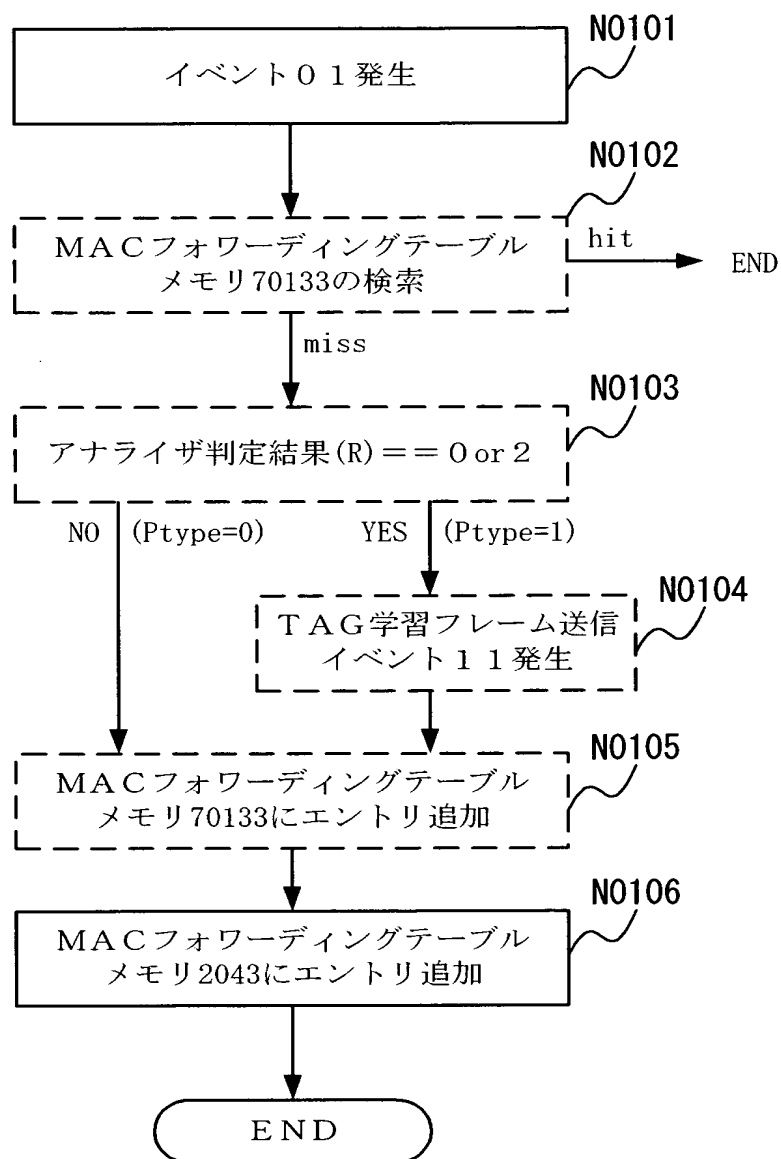 N0101
イベント０１発生
N0102
MACフォワーディングテーブル
メモリ70133の検索
hit
END
miss
N0103
アナライザ判定結果(R)＝＝０or２
NO (Ptype=0)
YES (Ptype=1)
N0104
TAG学習フレーム送信
イベント１１発生
N0105
MACフォワーディングテーブル
メモリ70133にエントリ追加
N0106
MACフォワーディングテーブル
メモリ2043にエントリ追加
END